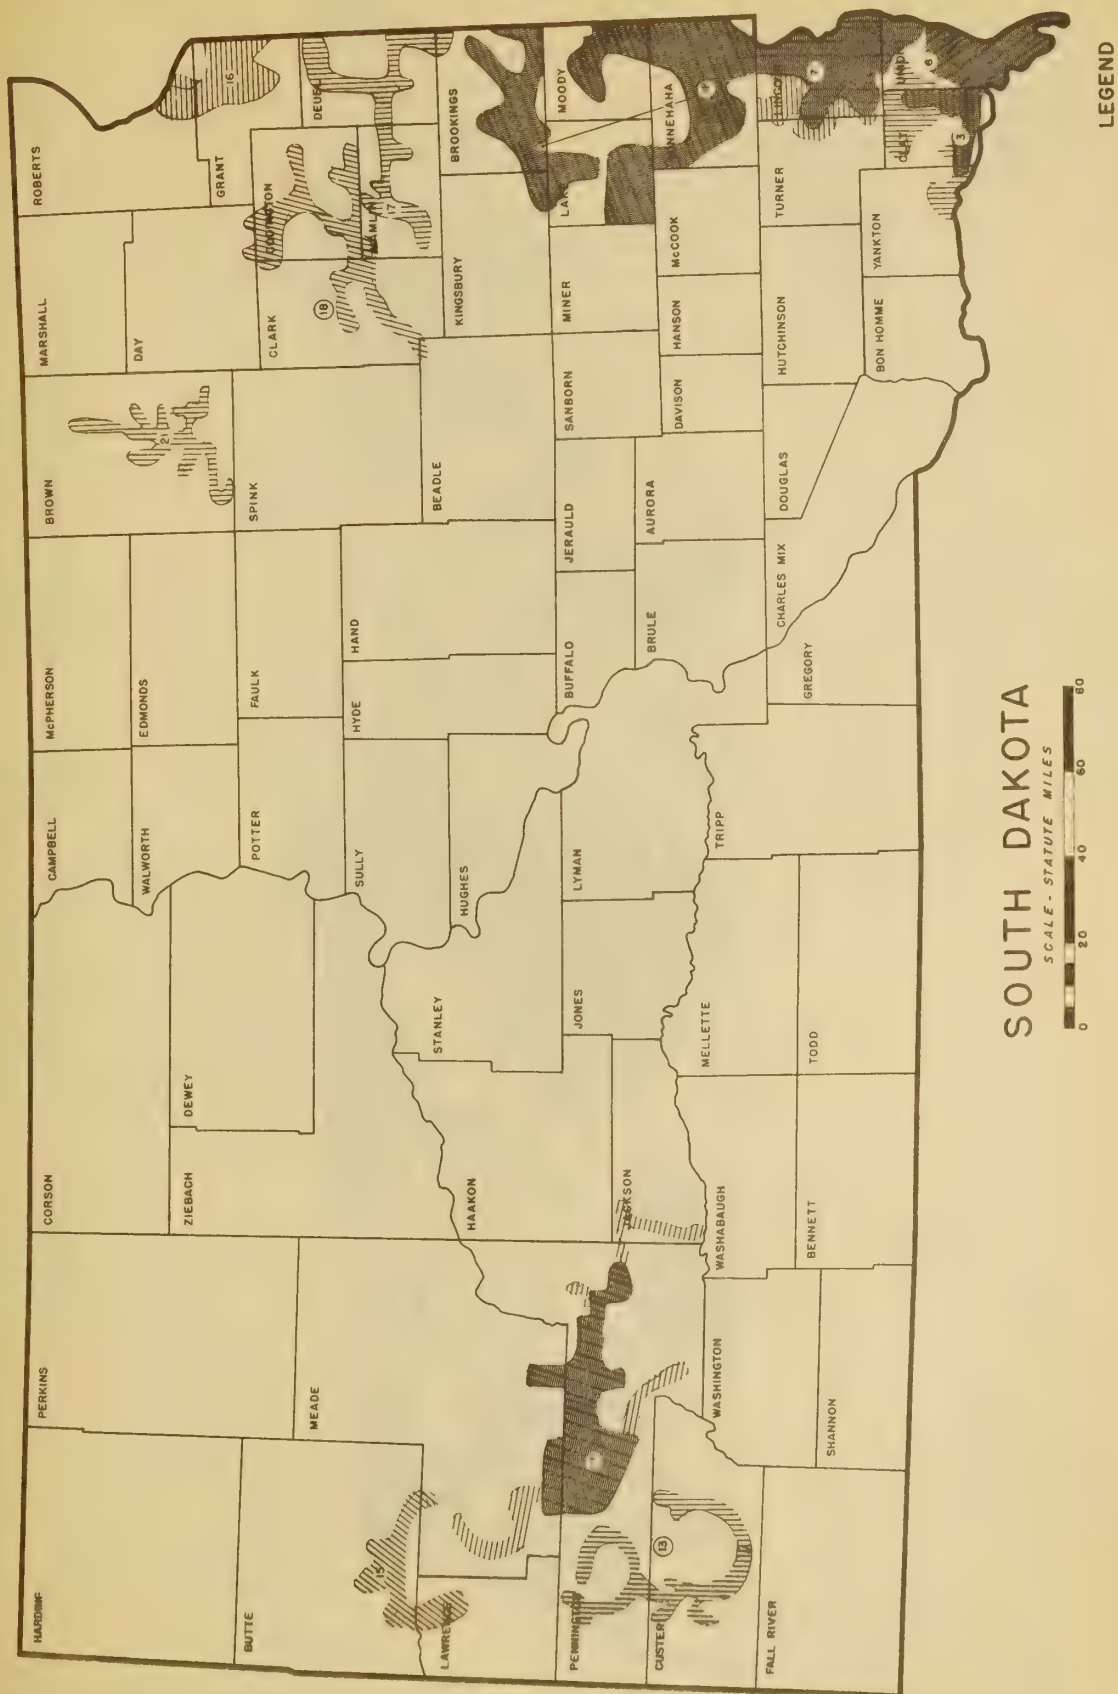 HARDING
PERKINS
CORSON
CAMPBELL
McPHERSON
BROWN
MARSHALL
ROBERTS
BUTTE
MEADE
ZIEBACH
DEWEY
WALWORTH
EDMONDS
DAY
GRANT
16
21
POTTER
FAULK
SPINK
CLARK
18
CODINGTON
DEUEL
HAMLIN
17
15
LAWRENCE
SULLY
HYDE
HAND
BEADLE
KINGSBURY
BROOKINGS
HAAKON
STANLEY
HUGHES
PENNINGTON
JACKSON
JONES
LYMAN
BUFFALO
JERAULD
SANBORN
MINER
LAKE
MOODY
CUSTER
13
BRULE
AURORA
DAVISON
HANSON
McCOOK
MINNEHAHA
FALL RIVER
WASHINGTON
WASHABAUGH
MELLETTE
TRIPP
GREGORY
CHARLES MIX
DOUGLAS
HUTCHINSON
TURNER
7
SHANNON
BENNETT
TODD
BON HOMME
YANKTON
CLAY
3
6
SOUTH DAKOTA
SCALE - STATUTE MILES
0 20 40 60 80
LEGEND